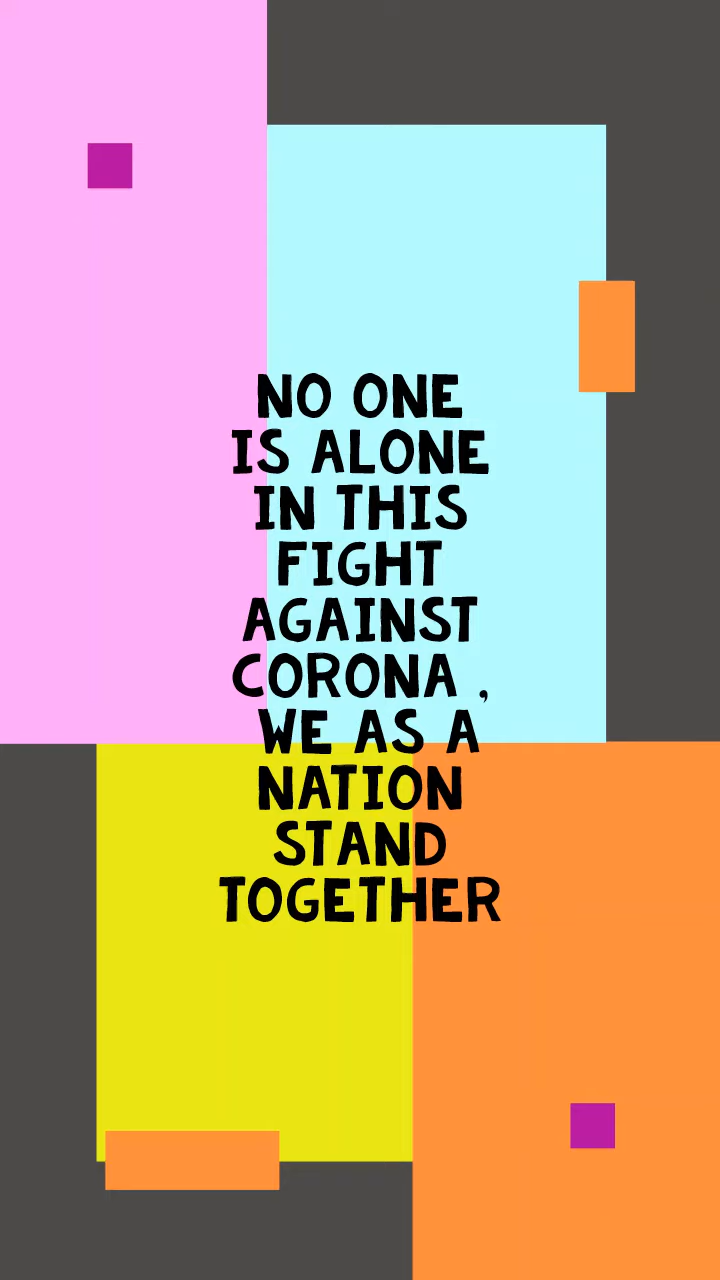 NO ONE
IS ALONE
IN THIS
FIGHT
AGAINST
CORONA ,
WE AS A
NATION
STAND
TOGETHER